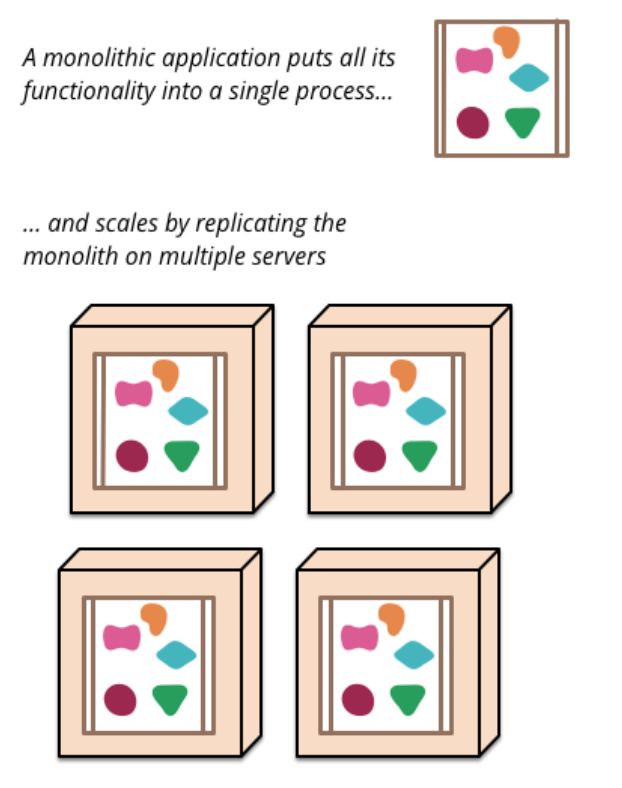 A monolithic application puts all its
functionality into a single process...
... and scales by replicating the
monolith on multiple servers